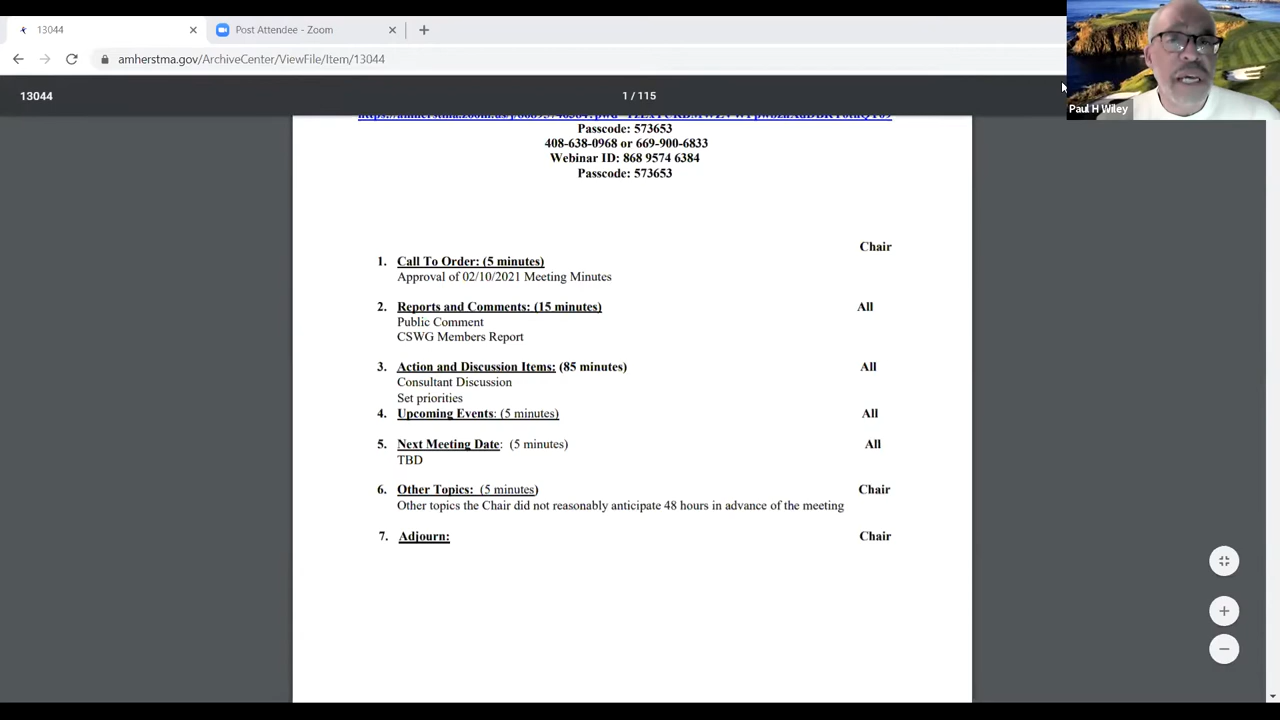 13044
Post Attendee - Zoom
amherstma.gov/ArchiveCenter/ViewFile/Item/13044
13044
1 / 115
Paul H Wiley
Passcode: 573653
408-638-0968 or 669-900-6833
Webinar ID: 868 9574 6384
Passcode: 573653
Chair
1. Call To Order: (5 minutes)
Approval of 02/10/2021 Meeting Minutes
2. Reports and Comments: (15 minutes) All
Public Comment
CSWG Members Report
3. Action and Discussion Items: (85 minutes) All
Consultant Discussion
Set priorities
4. Upcoming Events: (5 minutes) All
5. Next Meeting Date: (5 minutes) All
TBD
6. Other Topics: (5 minutes) Chair
Other topics the Chair did not reasonably anticipate 48 hours in advance of the meeting
7. Adjourn: Chair